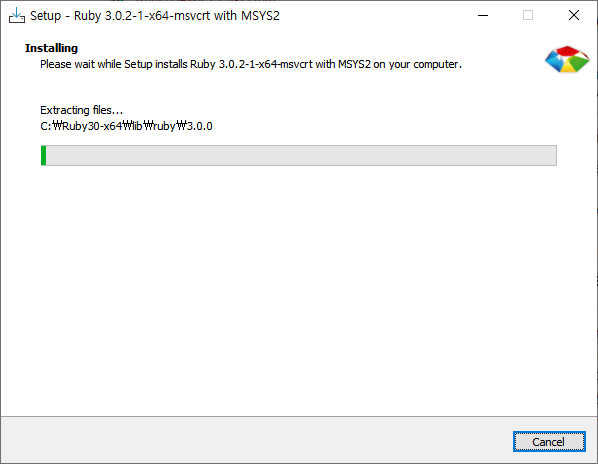 Setup - Ruby 3.0.2-1-x64-msvcrt with MSYS2
Installing
Please wait while Setup installs Ruby 3.0.2-1-x64-msvcrt with MSYS2 on your computer.
Extracting files...
C:₩Ruby30-x64₩lib₩ruby₩3.0.0
Cancel